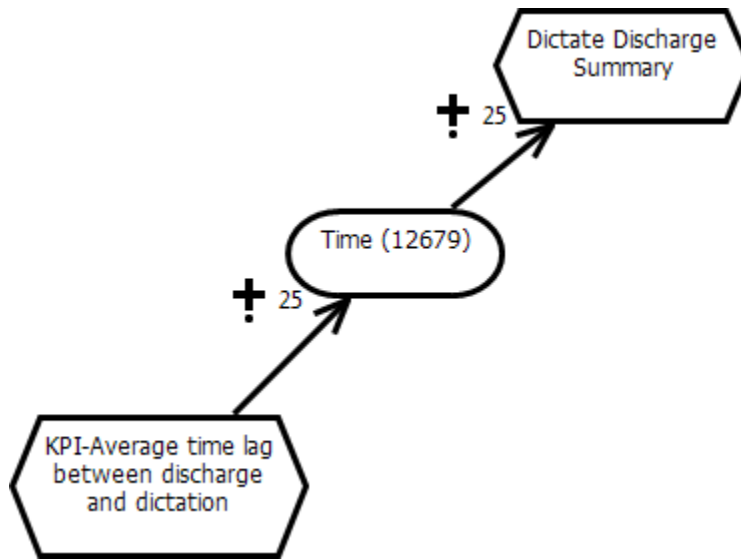 Dictate Discharge
Summary
25
Time (12679)
25
KPI-Average time lag
between discharge
and dictation